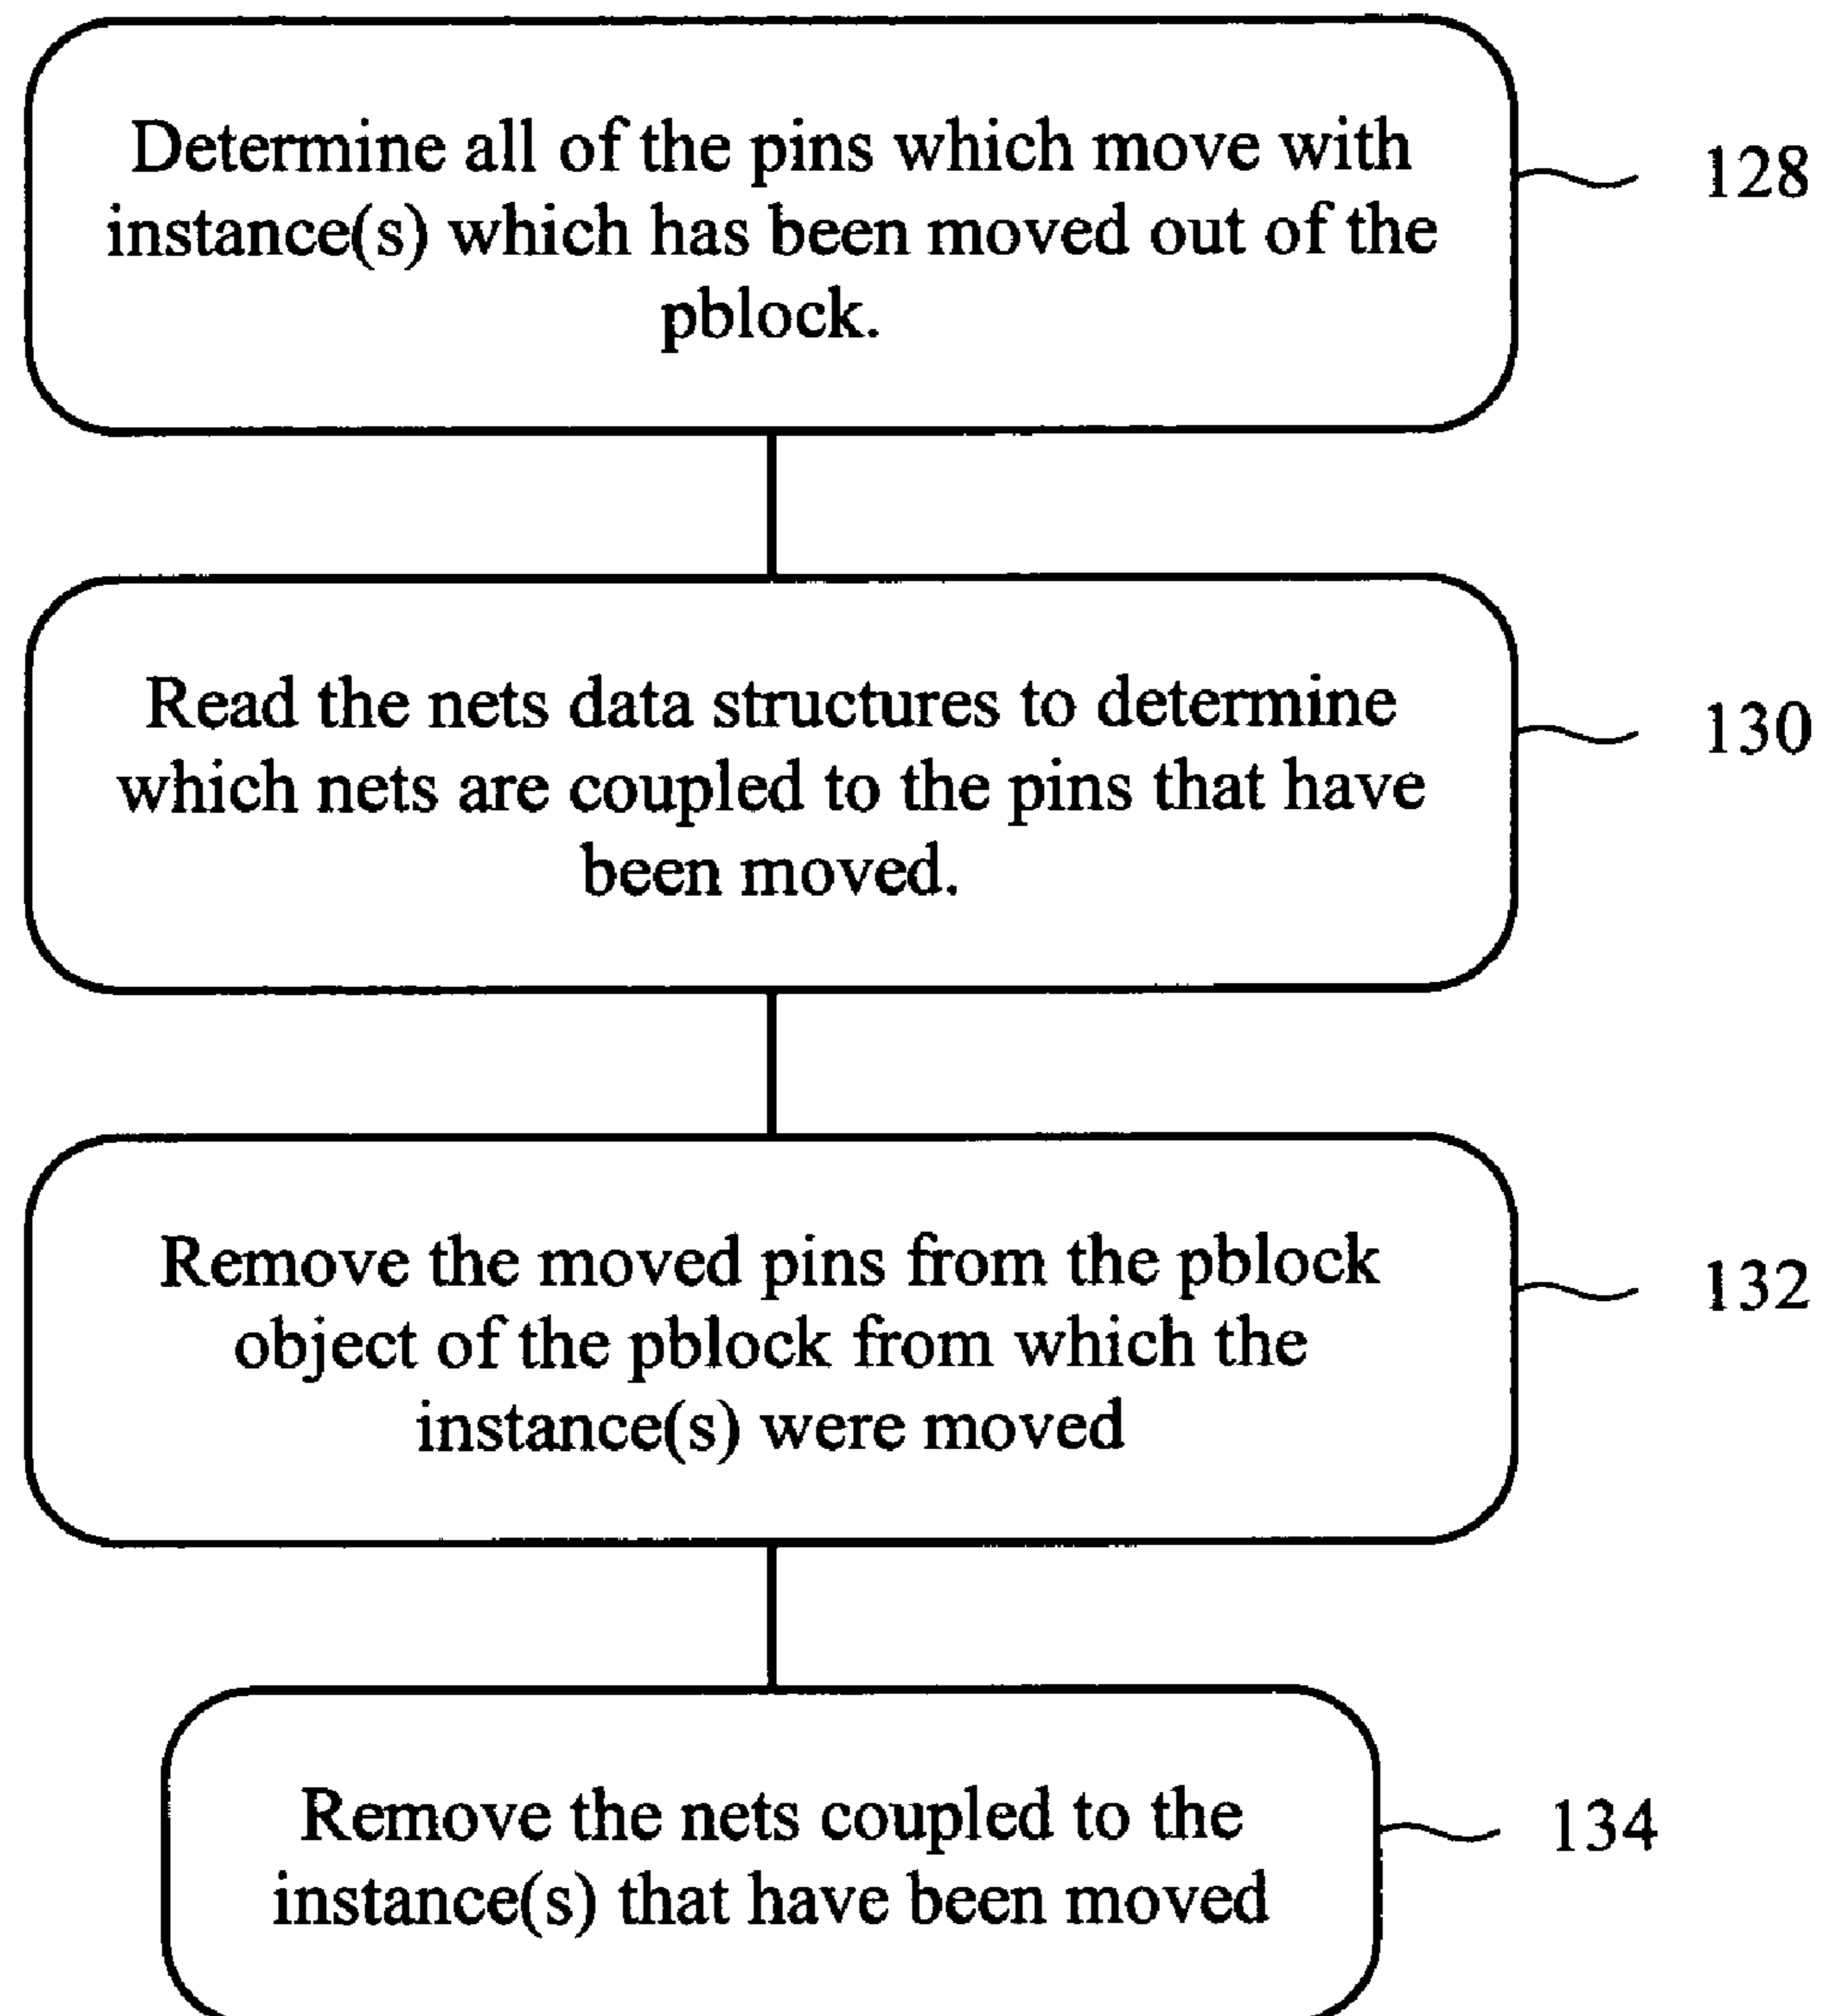 Determine all of the pins which move with
instance(s) which has been moved out of the
pblock.
128
Read the nets data structures to determine
which nets are coupled to the pins that have
been moved.
130
Remove the moved pins from the pblock
object of the pblock from which the
instance(s) were moved
132
Remove the nets coupled to the
instance(s) that have been moved
134